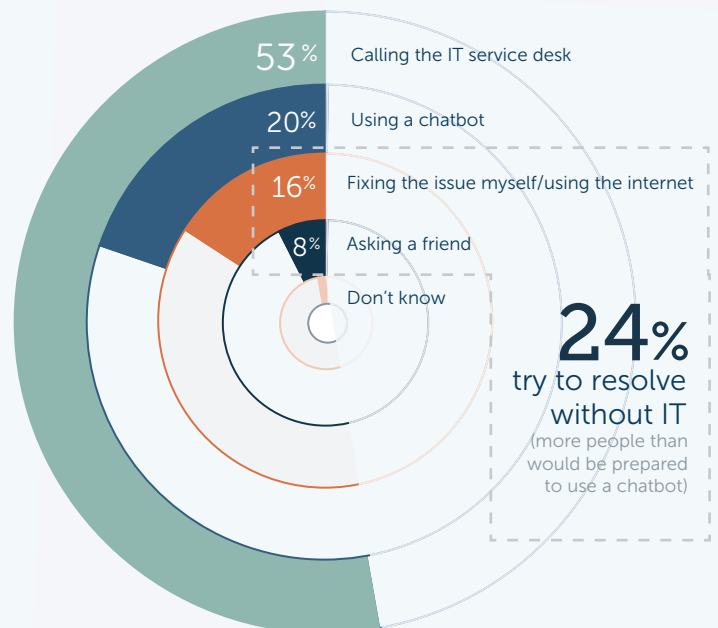 53% Calling the IT service desk
20% Using a chatbot
16% Fixing the issue myself/using the internet
8% Asking a friend
Don't know
24%
try to resolve
without IT
(more people than
would be prepared
to use a chatbot)